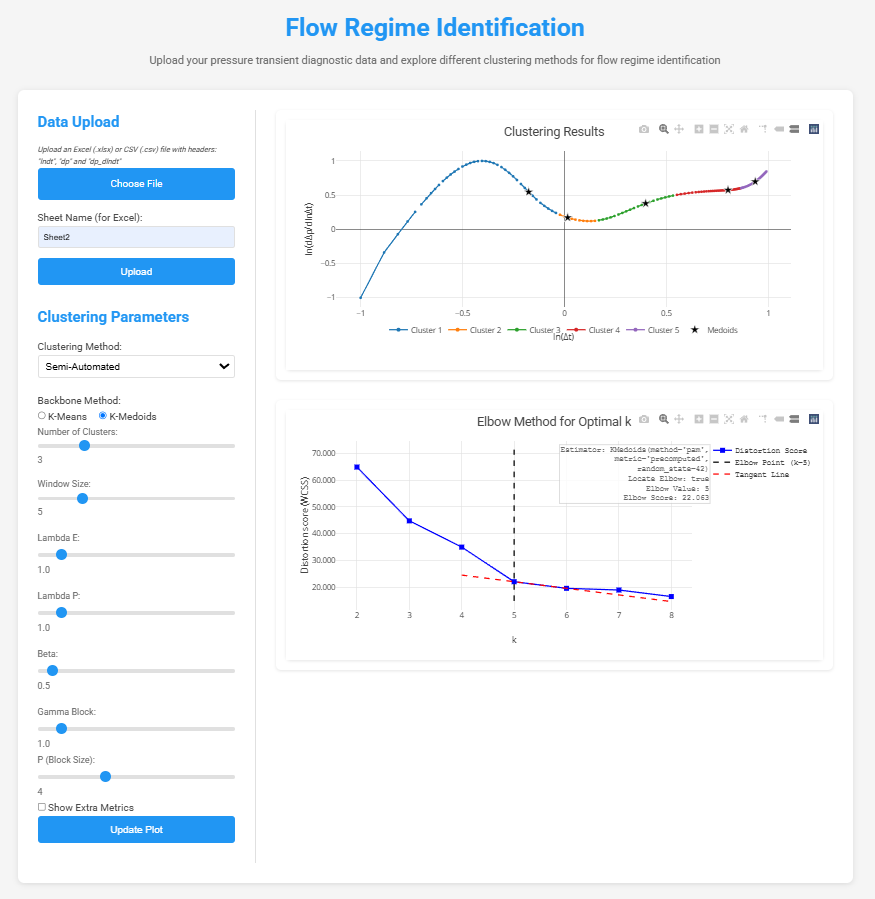 Flow Regime Identification
Upload your pressure transient diagnostic data and explore different clustering methods for flow regime identification
Data Upload
Upload an Excel (.xlsx) or CSV (.csv) file with headers:
"lndt", "dp" and "dp_dlndt"
Choose File
Sheet Name (for Excel):
Sheet2
Upload
Clustering Parameters
Clustering Method:
Semi-Automated
Backbone Method:
K-Means K-Medoids
Number of Clusters:
3
Window Size:
5
Lambda E:
1.0
Lambda P:
1.0
Beta:
0.5
Gamma Block:
1.0
P (Block Size):
4
Show Extra Metrics
Update Plot
Clustering Results
ln(dΔp/dlnΔt)
1
0.5
0
−0.5
−1
−1 −0.5 0 0.5 1
Cluster 1 Cluster 2 Cluster 3 Cluster 4 Cluster 5 Medoids
ln(Δt)
Elbow Method for Optimal k
Distortion score (WCSS)
70.000
60.000
50.000
40.000
30.000
20.000
2 3 4 5 6 7 8
k
Estimator: KMedoids(method='pam',
metric='precomputed',
random_state=42)
Locate Elbow: true
Elbow Value: 5
Elbow Score: 22.063
Distortion Score
Elbow Point (k=5)
Tangent Line